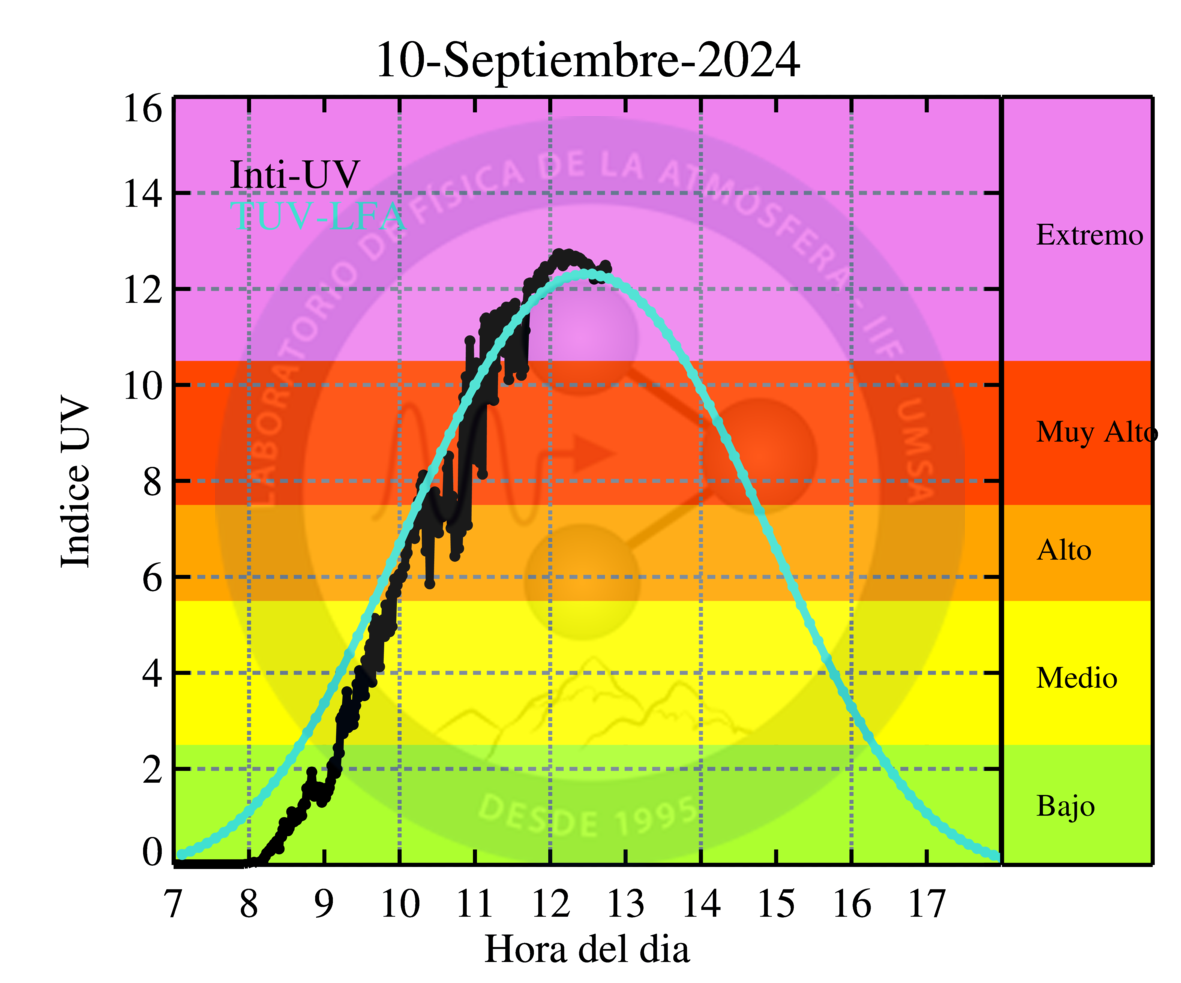 10-Septiembre-2024
16
14
12
10
8
6
4
2
0
Indice UV
Inti-UV
TUV-LFA
LABORATORIO DE FÍSICA DE LA ATMÓSFERA - IIF - UMSA
DESDE 1995
Extremo
Muy Alto
Alto
Medio
Bajo
7 8 9 10 11 12 13 14 15 16 17
Hora del dia